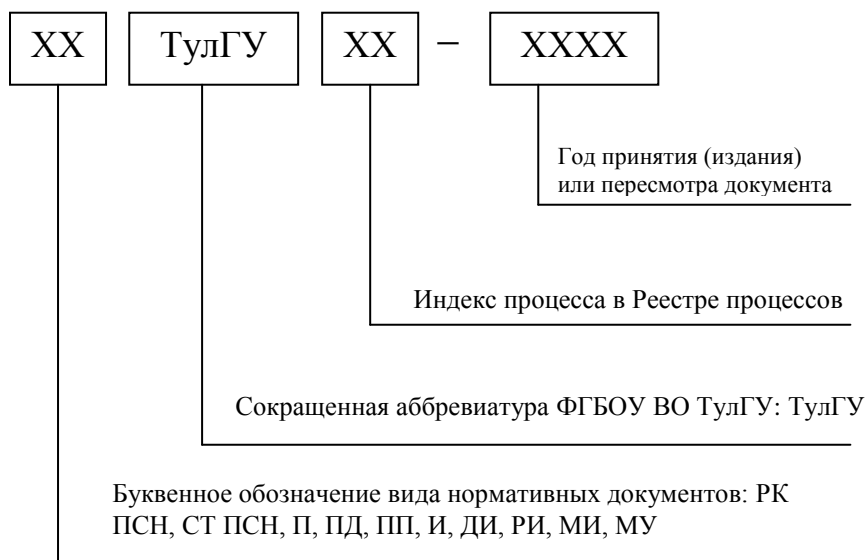 ХХ ТулГУ ХХ – ХХХХ
Год принятия (издания)
или пересмотра документа
Индекс процесса в Реестре процессов
Сокращенная аббревиатура ФГБОУ ВО ТулГУ: ТулГУ
Буквенное обозначение вида нормативных документов: РК
ПСН, СТ ПСН, П, ПД, ПП, И, ДИ, РИ, МИ, МУ